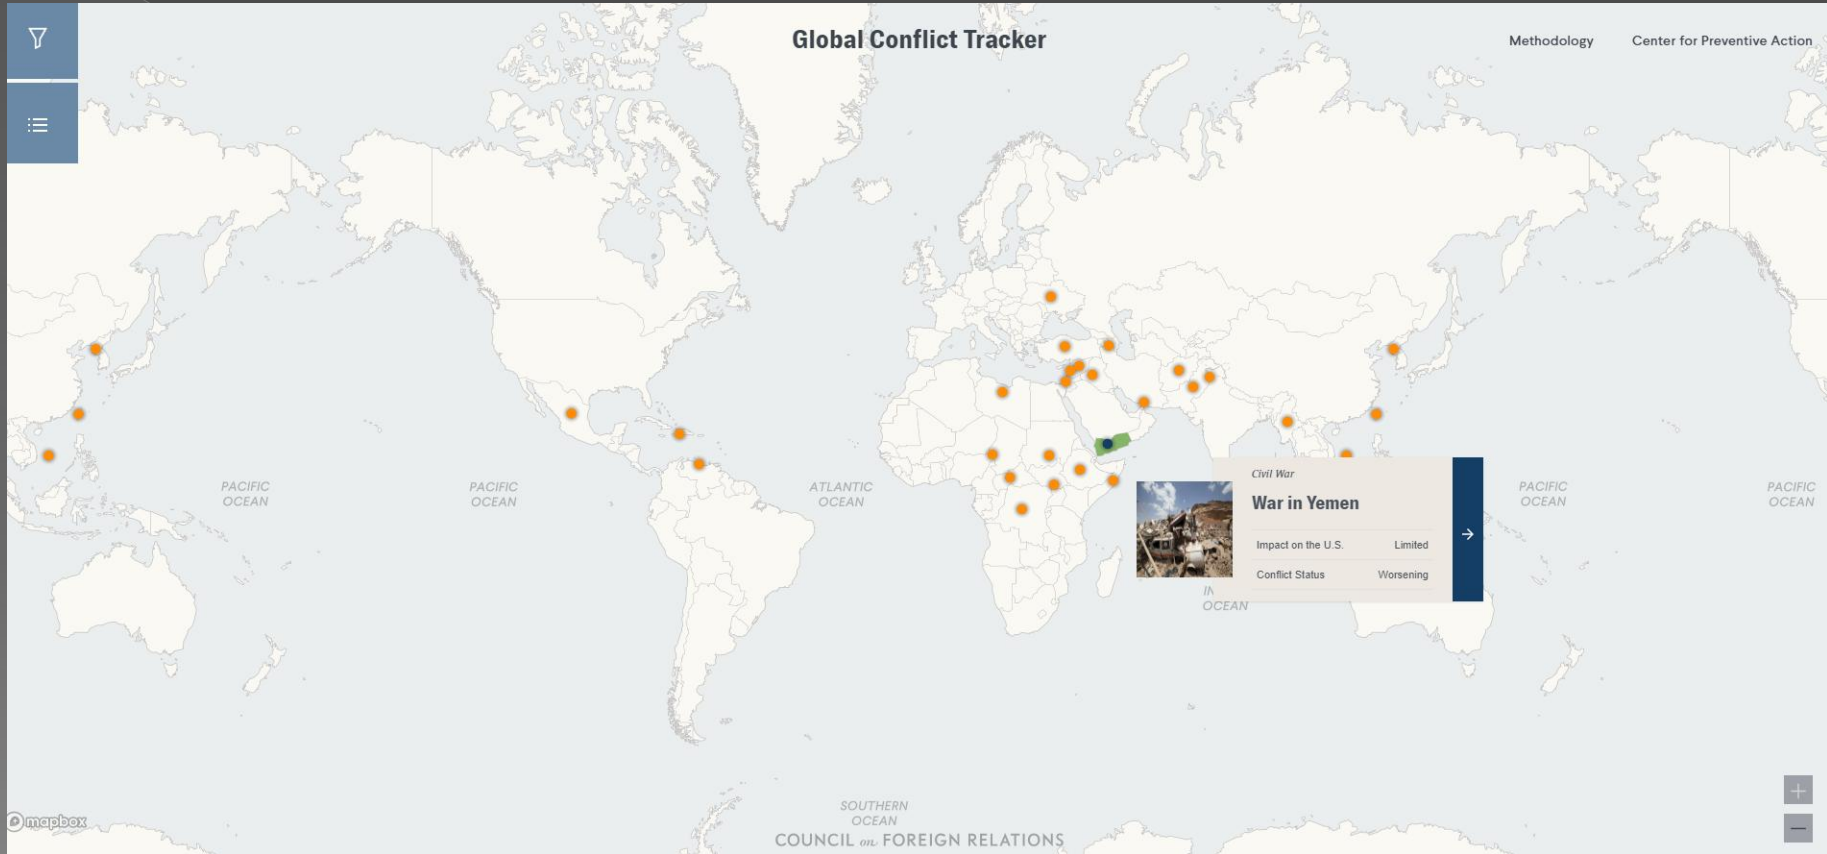 Global Conflict Tracker
Methodology
Center for Preventive Action
PACIFIC
OCEAN
PACIFIC
OCEAN
ATLANTIC
OCEAN
Civil War
War in Yemen
Impact on the U.S. Limited
Conflict Status Worsening
PACIFIC
OCEAN
PACIFIC
OCEAN
IN
OCEAN
SOUTHERN
OCEAN
mapbox
COUNCIL on FOREIGN RELATIONS